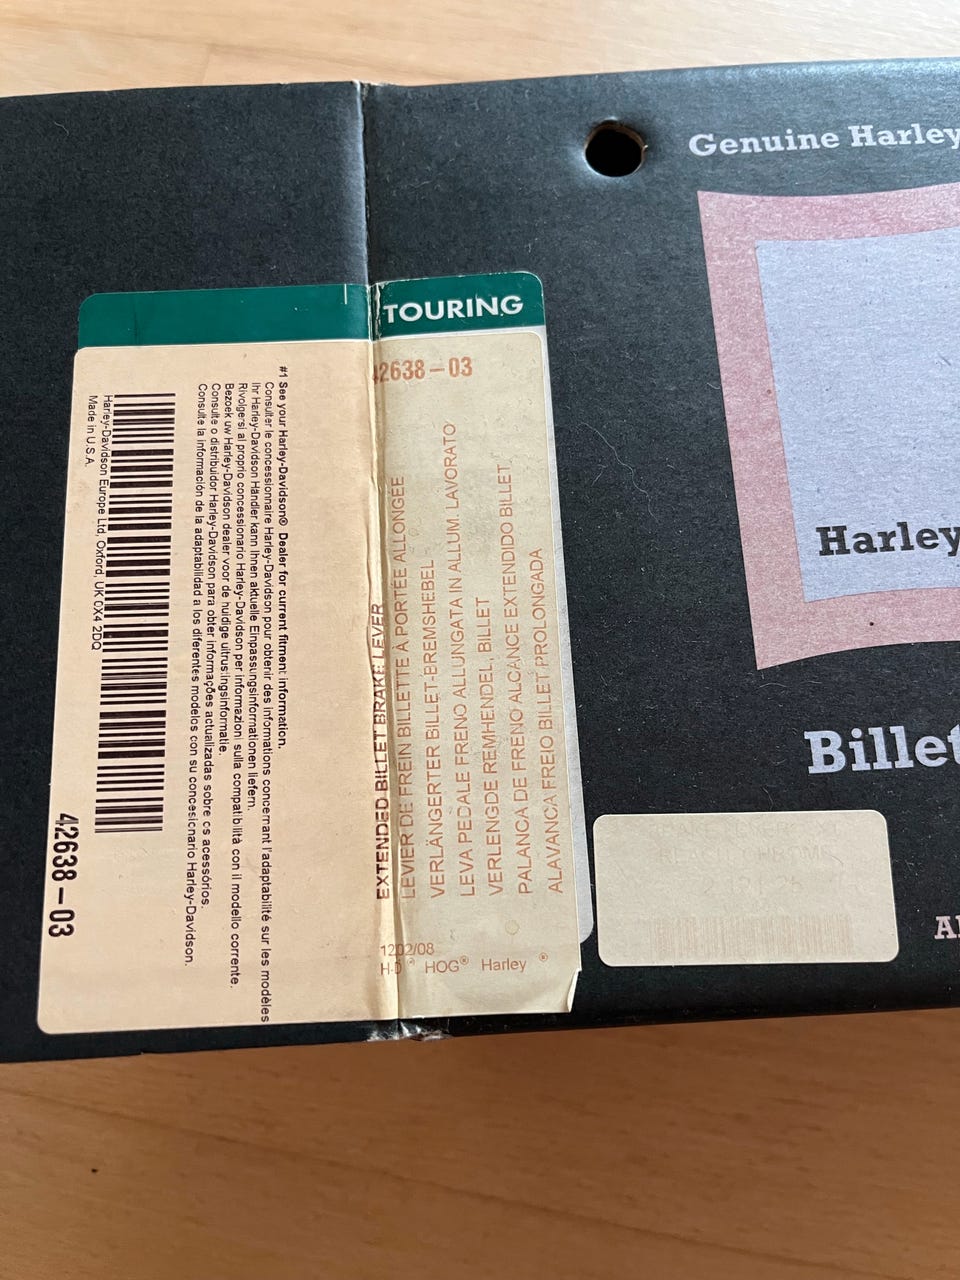 Genuine Harley
Harley
Billet
TOURING
42638-03
EXTENDED BILLET BRAKE LEVER
LEVIER DE FREIN BILLETTE À PORTÉE ALLONGÉE
VERLÄNGERTER BILLET-BREMSHEBEL
LEVA PEDALE FRENO ALLUNGATA IN ALLUM. LAVORATO
VERLENGDE REMHENDEL, BILLET
PALANCA DE FRENO ALCANCE EXTENDIDO BILLET
ALAVANCA FREIO BILLET PROLONGADA
1202/08
H-D® HOG® Harley®
#1 See your Harley-Davidson® Dealer for current fitment information.
Consulter le concessionnaire Harley-Davidson pour obtenir des informations concernant l'adaptabilité sur les modèles
Ihr Harley-Davidson Händler kann Ihnen aktuelle Einpassungsinformationen liefern.
Rivolgersi al proprio concessionario Harley-Davidson per informazioni sulla compatibilità con il modello corrente.
Bezoek uw Harley-Davidson dealer voor de huidige uitrustingsinformatie.
Consulte o distribuidor Harley-Davidson para obter informações actualizadas sobre os acessórios.
Consulte la información de la adaptabilidad a los diferentes modelos con su concesionario Harley-Davidson.
Harley-Davidson Europe Ltd, Oxford, UK OX4 2DQ
Made in U.S.A.
42638-03